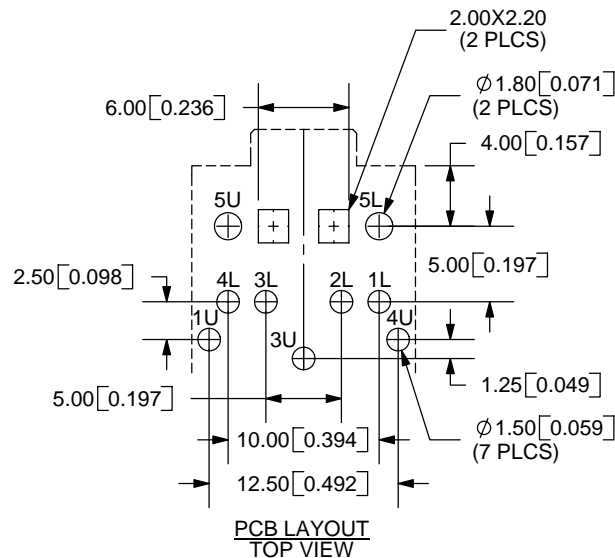 2.00X2.20
(2 PLCS)
6.00[0.236]
Ø1.80[0.071]
(2 PLCS)
4.00[0.157]
5U
5L
2.50[0.098]
5.00[0.197]
4L 3L 2L 1L
1U 3U 4U
5.00[0.197]
1.25[0.049]
10.00[0.394]
Ø1.50[0.059]
(7 PLCS)
12.50[0.492]
PCB LAYOUT
TOP VIEW